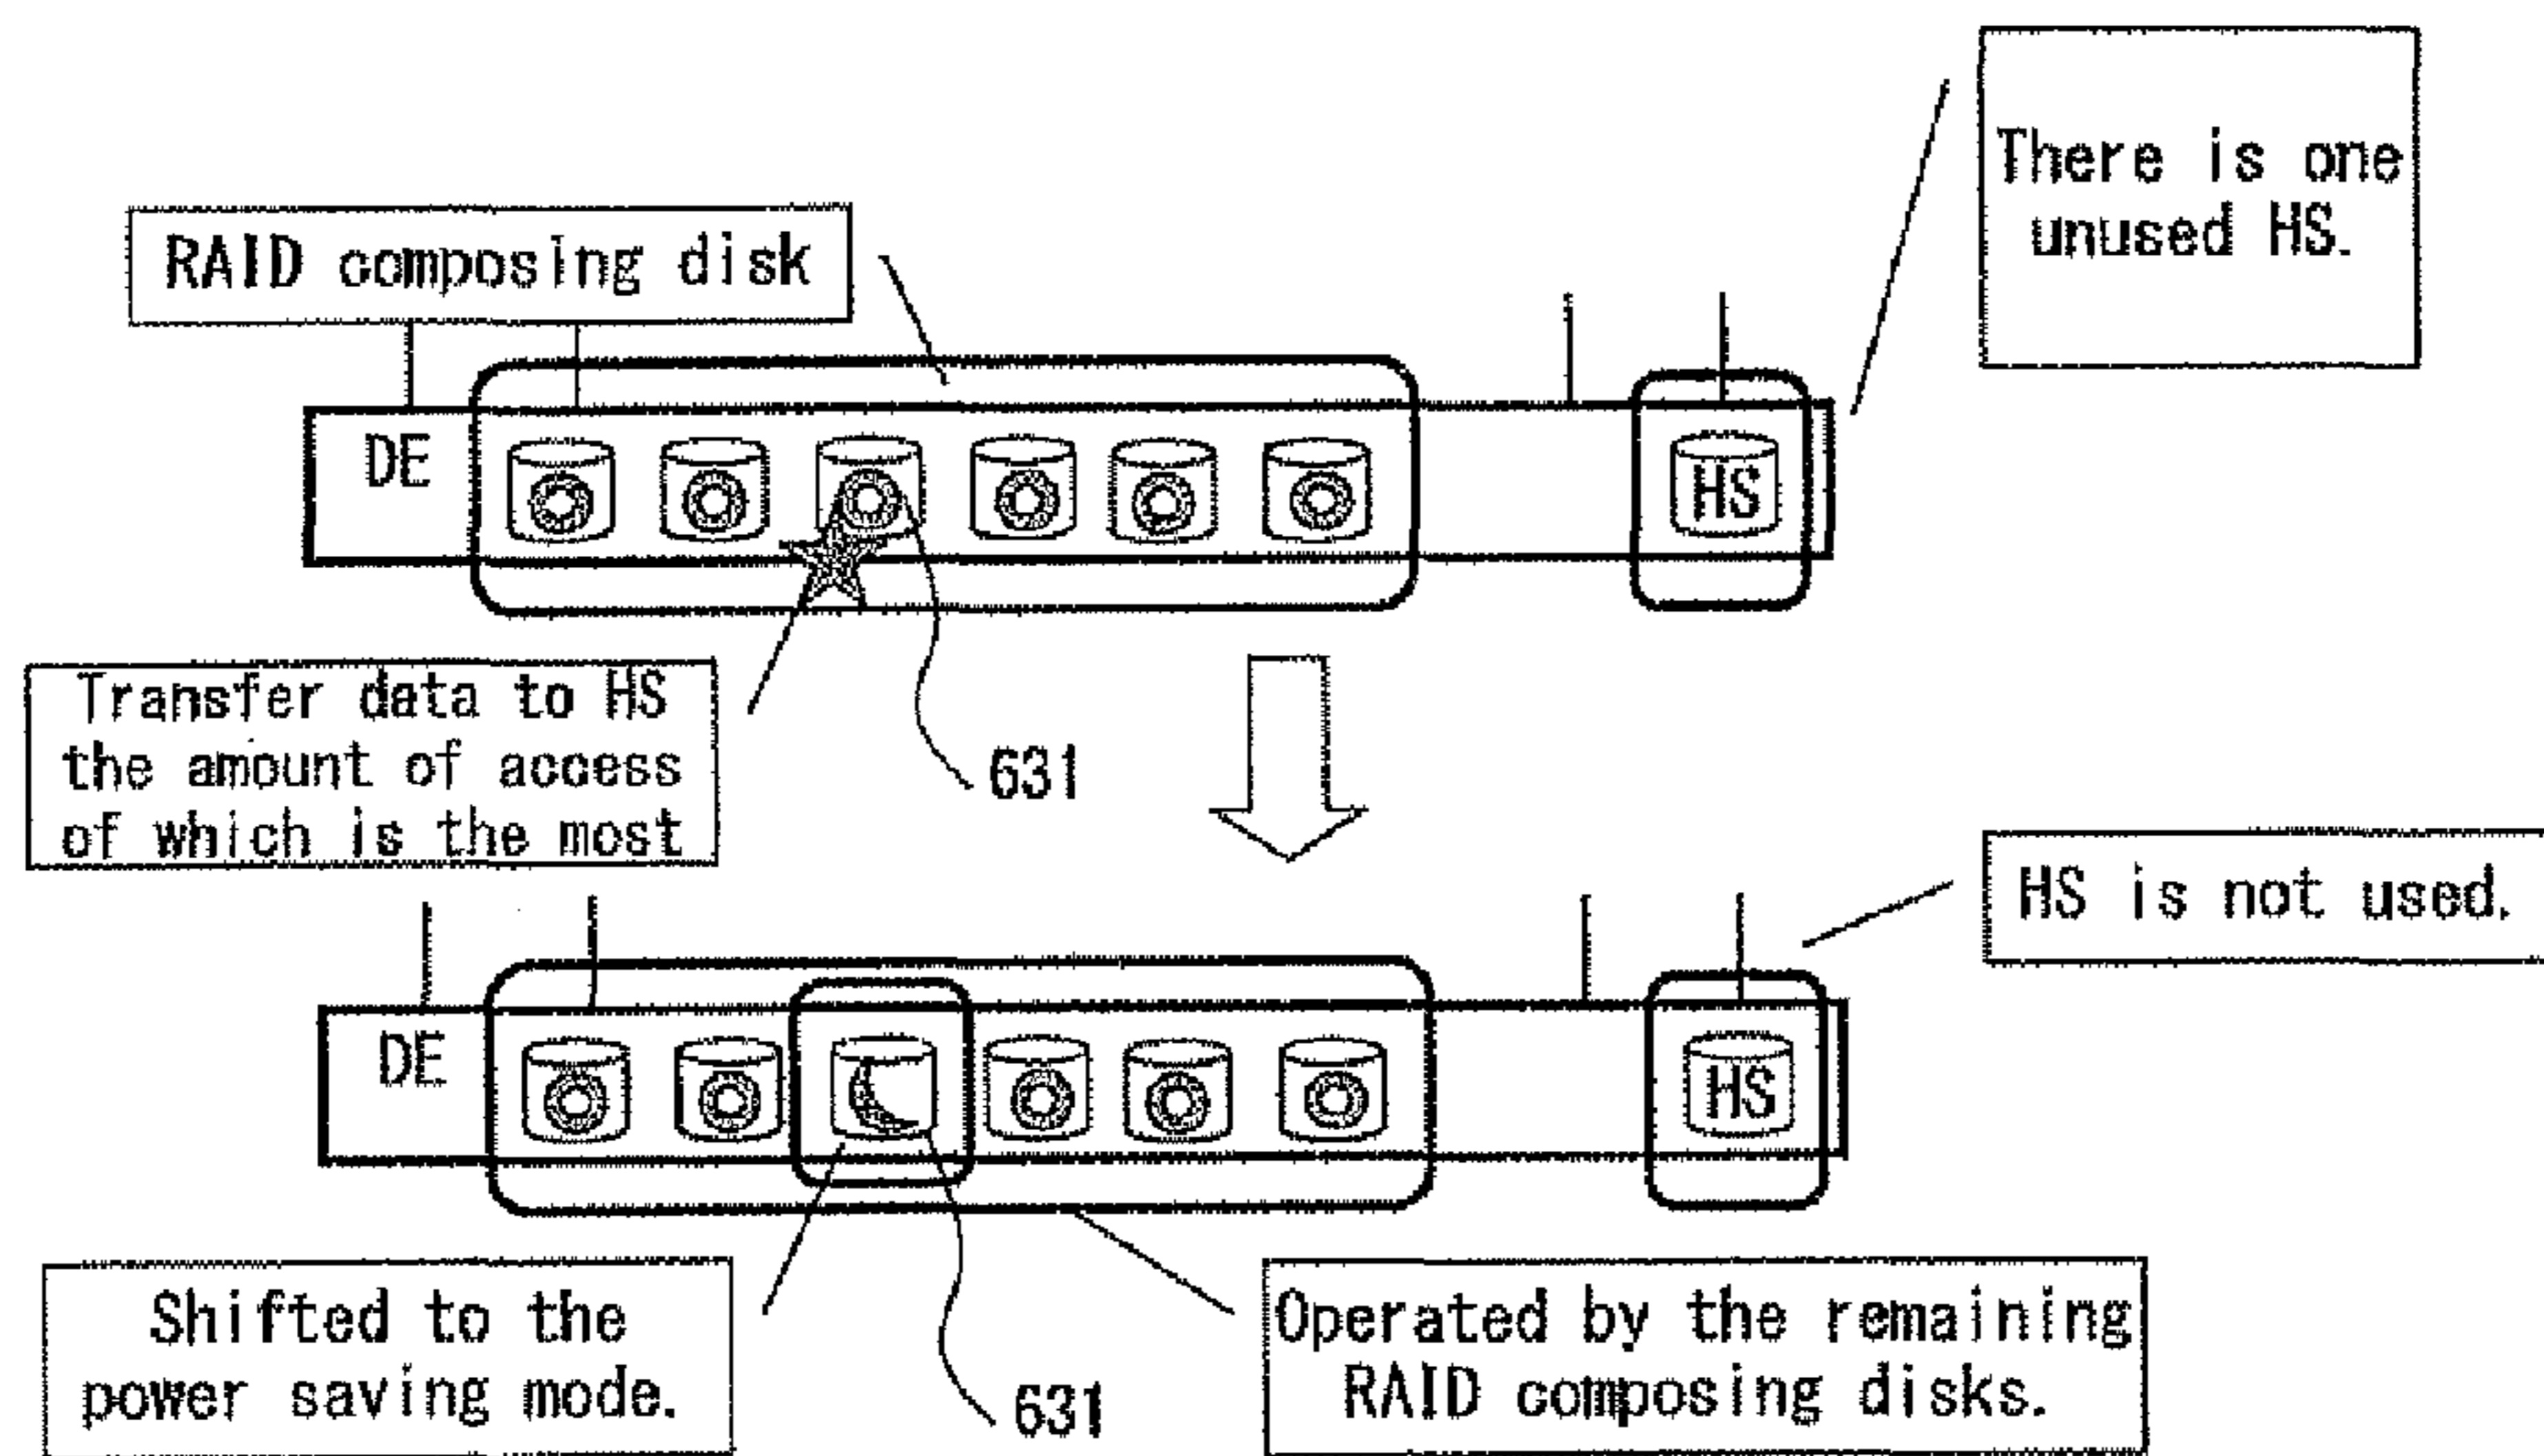 There is one
unused HS.
RAID composing disk
DE
HS
Transfer data to HS
the amount of access
of which is the most
631
HS is not used.
DE
HS
Shifted to the
power saving mode.
631
Operated by the remaining
RAID composing disks.